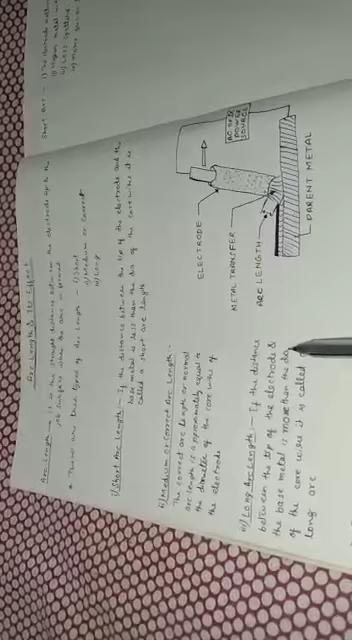 Arc Length & Its Effect
Arc Length → It is the straight distance between the electrode tip to the
job surface when the arc is formed
* There are three types of Arc Length - i) Short
ii) Medium or Correct
iii) Long
i) Short Arc Length :- If the distance between the tip of the electrode and the
base metal is less than the dia of the core wire it is
called a short arc length
ii) Medium or Correct Arc Length -
The correct arc length or normal
arc length is approximately equal to
the diameter of the core wire of
the electrode
iii) Long Arc Length :- If the distance
between the tip of the electrode &
the base metal is more than the dia
of the core wire it is called
long arc
ELECTRODE
METAL TRANSFER
ARC LENGTH
PARENT METAL
POWER
SOURCE
Short arc -